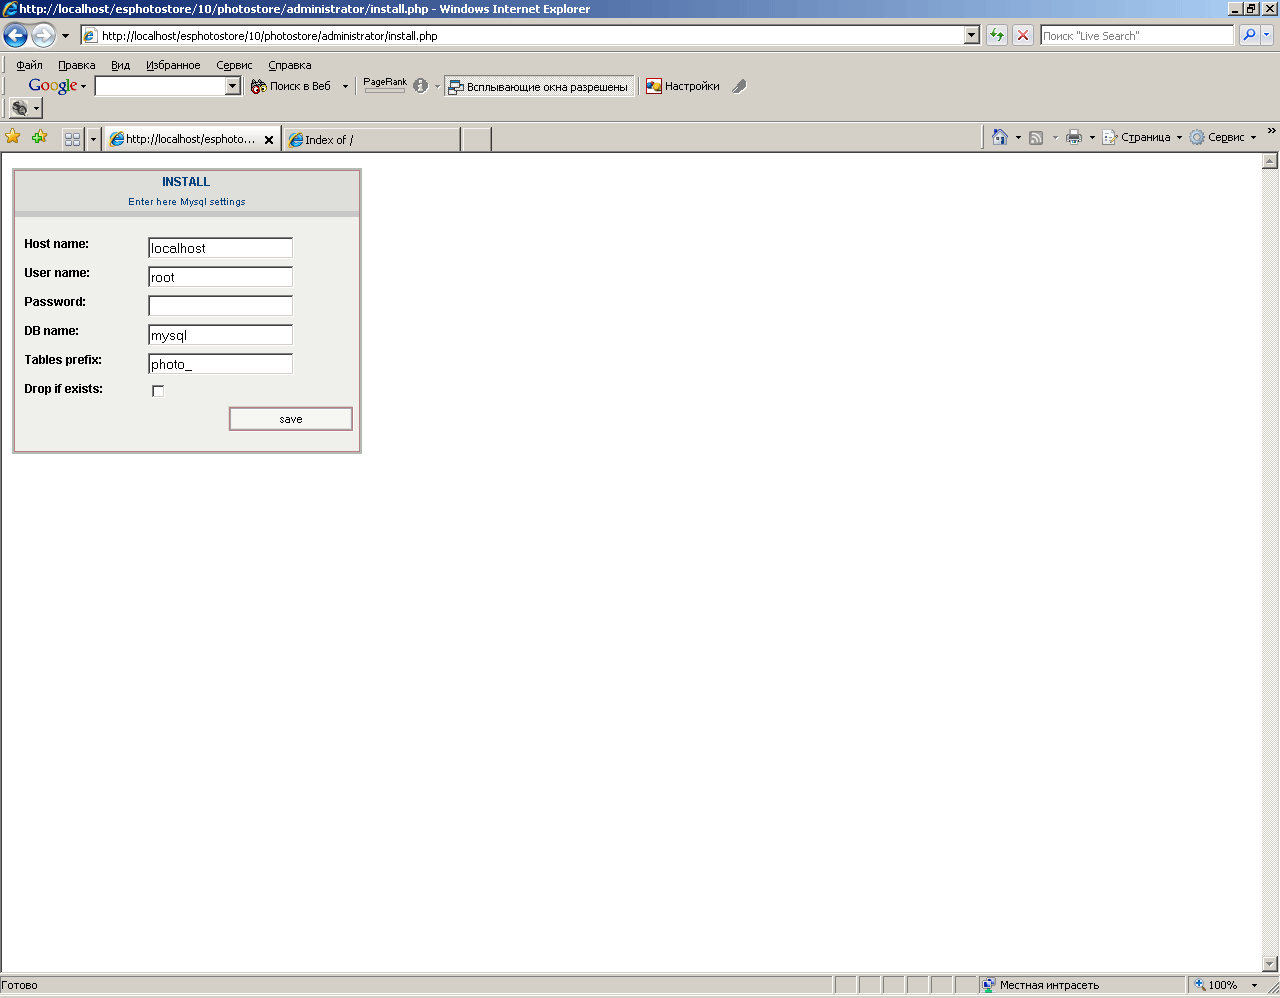 http://localhost/esphotostore/10/photostore/administrator/install.php - Windows Internet Explorer
http://localhost/esphotostore/10/photostore/administrator/install.php
Поиск "Live Search"
Файл Правка Вид Избранное Сервис Справка
Google Поиск в Веб PageRank Всплывающие окна разрешены Настройки
http://localhost/esphoto... Index of / Страница Сервис
INSTALL
Enter here Mysql settings
Host name: localhost
User name: root
Password:
DB name: mysql
Tables prefix: photo_
Drop if exists:
save
Готово Местная интрасеть 100%